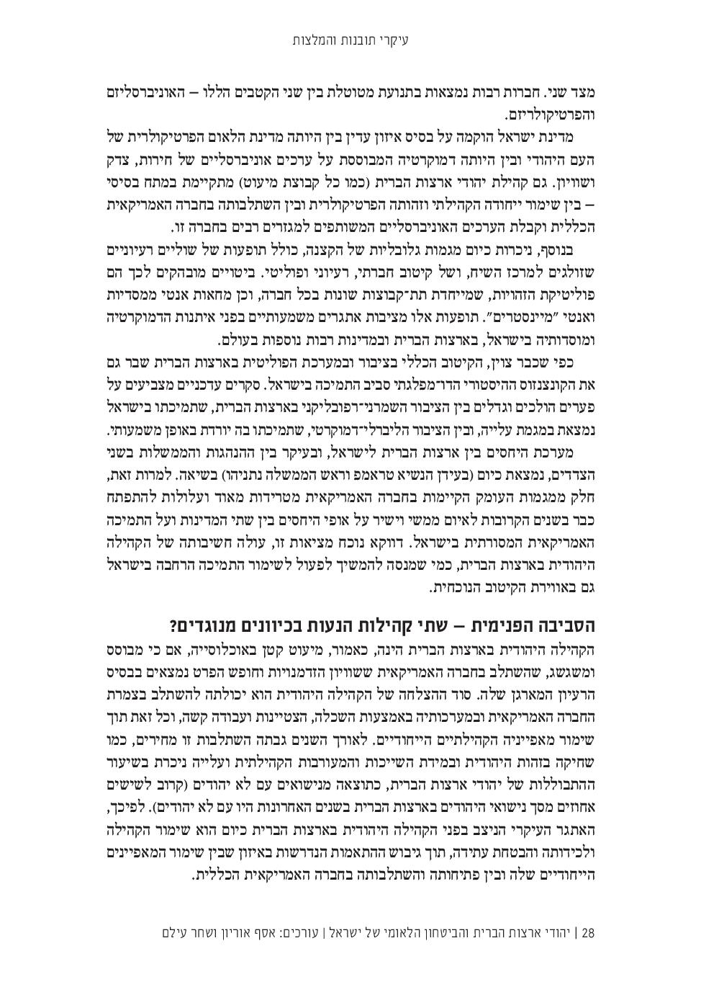 עיקרי תובנות והמלצות
מצד שני. חברות רבות נמצאות בתנועת מטוטלת בין שני הקטבים הללו – האוניברסליזם
והפרטיקולריזם.
מדינת ישראל הוקמה על בסיס איזון עדין בין היותה מדינת הלאום הפרטיקולרית של
העם היהודי ובין היותה דמוקרטיה המבוססת על ערכים אוניברסליים של חירות, צדק
ושוויון. גם קהילת יהודי ארצות הברית (כמו כל קבוצת מיעוט) מתקיימת במתח בסיסי
– בין שימור ייחודה הקהילתי וזהותה הפרטיקולרית ובין השתלבותה בחברה האמריקאית
הכללית וקבלת הערכים האוניברסליים המשותפים למגזרים רבים בחברה זו.
בנוסף, ניכרות כיום מגמות גלובליות של הקצנה, כולל תופעות של שוליים רעיוניים
שזולגים למרכז השיח, ושל קיטוב חברתי, רעיוני ופוליטי. ביטויים מובהקים לכך הם
פוליטיקת הזהויות, שמייחדת תת־קבוצות שונות בכל חברה, וכן מחאות אנטי ממסדיות
ואנטי "מיינסטרים". תופעות אלו מציבות אתגרים משמעותיים בפני איתנות הדמוקרטיה
ומוסדותיה בישראל, בארצות הברית ובמדינות רבות נוספות בעולם.
כפי שכבר צוין, הקיטוב הכללי בציבור ובמערכת הפוליטית בארצות הברית שבר גם
את הקונצנזוס ההיסטורי הדו־מפלגתי סביב התמיכה בישראל. סקרים עדכניים מצביעים על
פערים הולכים וגדלים בין הציבור השמרני־רפובליקני בארצות הברית, שתמיכתו בישראל
נמצאת במגמת עלייה, ובין הציבור הליברלי־דמוקרטי, שתמיכתו בה יורדת באופן משמעותי.
מערכת היחסים בין ארצות הברית לישראל, ובעיקר בין ההנהגות והממשלות בשני
הצדדים, נמצאת כיום (בעידן הנשיא טראמפ וראש הממשלה נתניהו) בשיאה. למרות זאת,
חלק ממגמות העומק הקיימות בחברה האמריקאית מטרידות מאוד ועלולות להתפתח
כבר בשנים הקרובות לאיום ממשי וישיר על אופי היחסים בין שתי המדינות ועל התמיכה
האמריקאית המסורתית בישראל. דווקא נוכח מציאות זו, עולה חשיבותה של הקהילה
היהודית בארצות הברית, כמי שמנסה להמשיך לפעול לשימור התמיכה הרחבה בישראל
גם באווירת הקיטוב הנוכחית.
הסביבה הפנימית – שתי קהילות הנעות בכיוונים מנוגדים?
הקהילה היהודית בארצות הברית הינה, כאמור, מיעוט קטן באוכלוסייה, אם כי מבוסס
ומשגשג, שהשתלב בחברה האמריקאית ששוויון הזדמנויות וחופש הפרט נמצאים בבסיס
הרעיון המארגן שלה. סוד ההצלחה של הקהילה היהודית הוא יכולתה להשתלב בצמרת
החברה האמריקאית ובמערכותיה באמצעות השכלה, הצטיינות ועבודה קשה, וכל זאת תוך
שימור מאפייניה הקהילתיים הייחודיים. לאורך השנים גבתה השתלבות זו מחירים, כמו
שחיקה בזהות היהודית ובמידת השייכות והמעורבות הקהילתית ועלייה ניכרת בשיעור
ההתבוללות של יהודי ארצות הברית, כתוצאה מנישואים עם לא יהודים (קרוב לשישים
אחוזים מסך נישואי היהודים בארצות הברית בשנים האחרונות היו עם לא יהודים). לפיכך,
האתגר העיקרי הניצב בפני הקהילה היהודית בארצות הברית כיום הוא שימור הקהילה
ולכידותה והבטחת עתידה, תוך גיבוש ההתאמות הנדרשות באיזון שבין שימור המאפיינים
הייחודיים שלה ובין פתיחותה והשתלבותה בחברה האמריקאית הכללית.
28 | יהודי ארצות הברית והביטחון הלאומי של ישראל | עורכים: אסף אוריון ושחר עילם